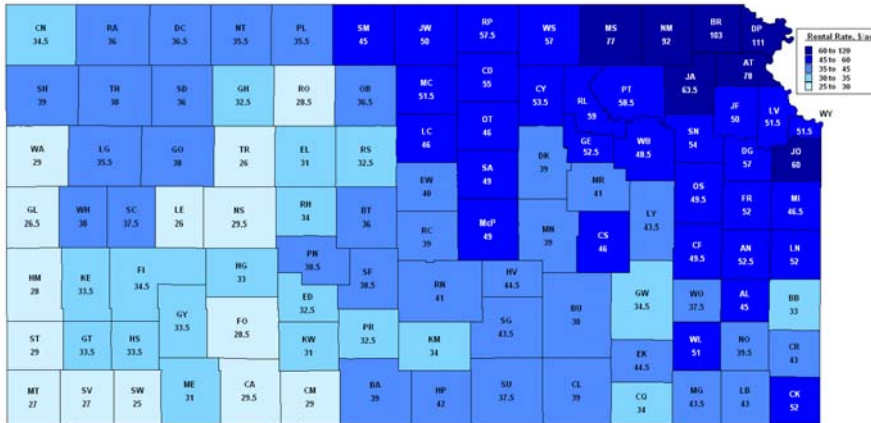 CN
34.5
RA
36
DC
36.5
NT
35.5
PL
35.5
SM
45
JW
50
RP
57.5
WS
57
MS
77
NM
92
BR
103
DP
111
Rental Rate, $/ac
60 to 120
45 to 60
35 to 45
30 to 35
25 to 30
SH
39
TH
38
SD
36
GH
32.5
RO
28.5
OB
36.5
MC
51.5
CD
55
CY
53.5
RL
59
PT
58.5
JA
63.5
AT
78
JF
50
LV
51.5
WY
51.5
WA
29
LG
35.5
GO
38
TR
26
EL
31
RS
32.5
LC
46
OT
46
SA
49
DK
39
GE
52.5
WB
48.5
SN
54
DG
57
JO
60
GL
26.5
WH
38
SC
37.5
LE
26
NS
29.5
RH
34
BT
36
EW
40
McP
49
MR
41
LY
43.5
OS
49.5
FR
52
MI
46.5
RC
39
MN
39
CS
46
CF
49.5
AN
52.5
LN
52
HM
28
KE
33.5
FI
34.5
HG
33
PN
38.5
SF
38.5
RN
41
HV
44.5
GW
34.5
WO
37.5
AL
45
BB
33
GY
33.5
FO
28.5
ED
32.5
BU
38
ST
29
GT
33.5
HS
33.5
KW
31
PR
32.5
KM
34
SG
43.5
EK
44.5
WL
51
NO
39.5
CR
43
MT
27
SV
27
SW
25
ME
31
CA
29.5
CM
29
BA
39
HP
42
SU
37.5
CL
39
CQ
34
MG
43.5
LB
43
CK
52